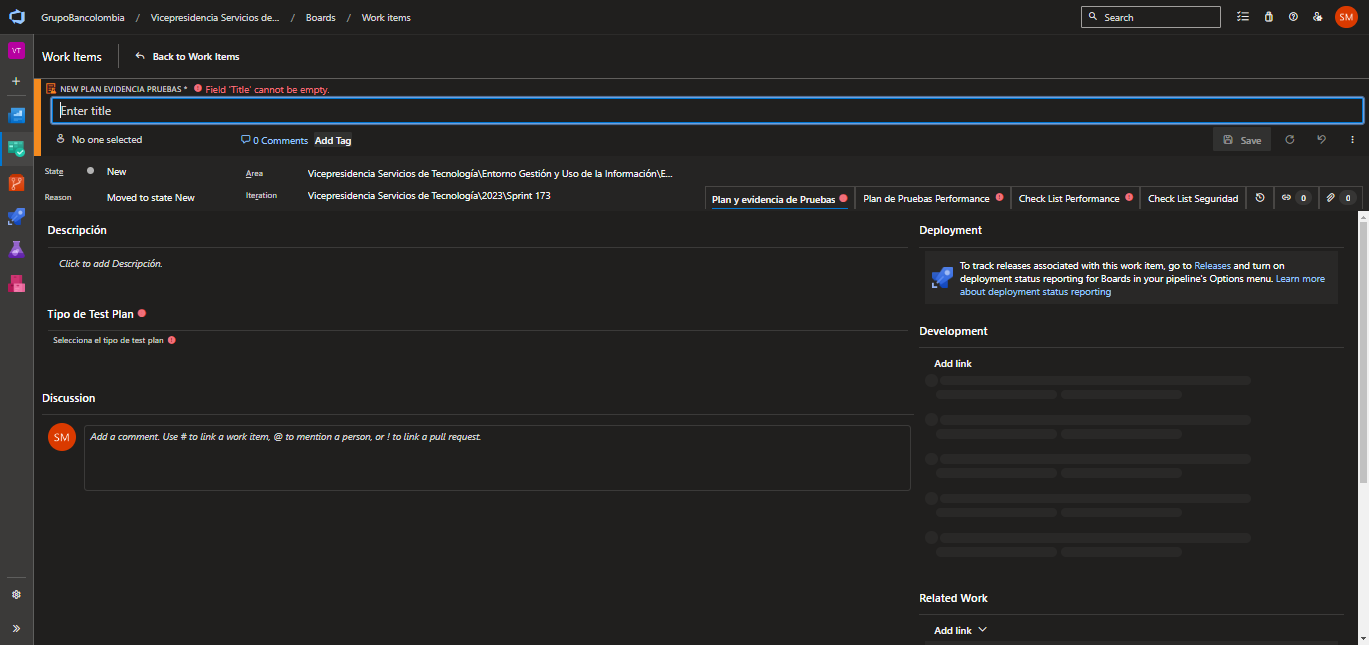 GrupoBancolombia / Vicepresidencia Servicios de... / Boards / Work items
Search
SM
VT
Work Items
Back to Work Items
NEW PLAN EVIDENCIA PRUEBAS * Field 'Title' cannot be empty.
Enter title
No one selected
0 Comments
Add Tag
Save
State
New
Area
Vicepresidencia Servicios de Tecnología\Entorno Gestión y Uso de la Información\E...
Reason
Moved to state New
Iteration
Vicepresidencia Servicios de Tecnología\2023\Sprint 173
Plan y evidencia de Pruebas
Plan de Pruebas Performance
Check List Performance
Check List Seguridad
0
0
Descripción
Click to add Descripción.
Tipo de Test Plan
Selecciona el tipo de test plan
Discussion
SM
Add a comment. Use # to link a work item, @ to mention a person, or ! to link a pull request.
Deployment
To track releases associated with this work item, go to Releases and turn on
deployment status reporting for Boards in your pipeline's Options menu. Learn more
about deployment status reporting
Development
Add link
Related Work
Add link